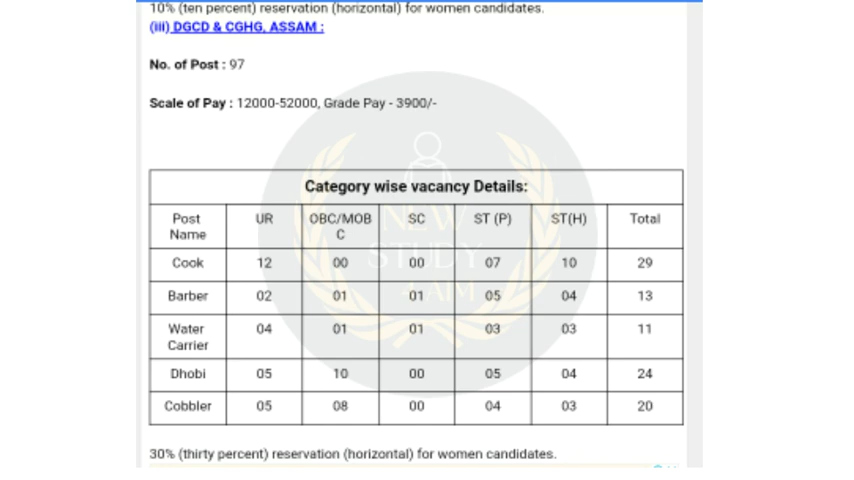 10% (ten percent) reservation (horizontal) for women candidates.
(iii) DGCD & CGHG, ASSAM :
No. of Post : 97
Scale of Pay : 12000-52000, Grade Pay - 3900/-
Category wise vacancy Details:
Post Name UR OBC/MOBC SC ST (P) ST(H) Total
Cook 12 00 00 07 10 29
Barber 02 01 01 05 04 13
Water Carrier 04 01 01 03 03 11
Dhobi 05 10 00 05 04 24
Cobbler 05 08 00 04 03 20
30% (thirty percent) reservation (horizontal) for women candidates.
NEW
STUDY